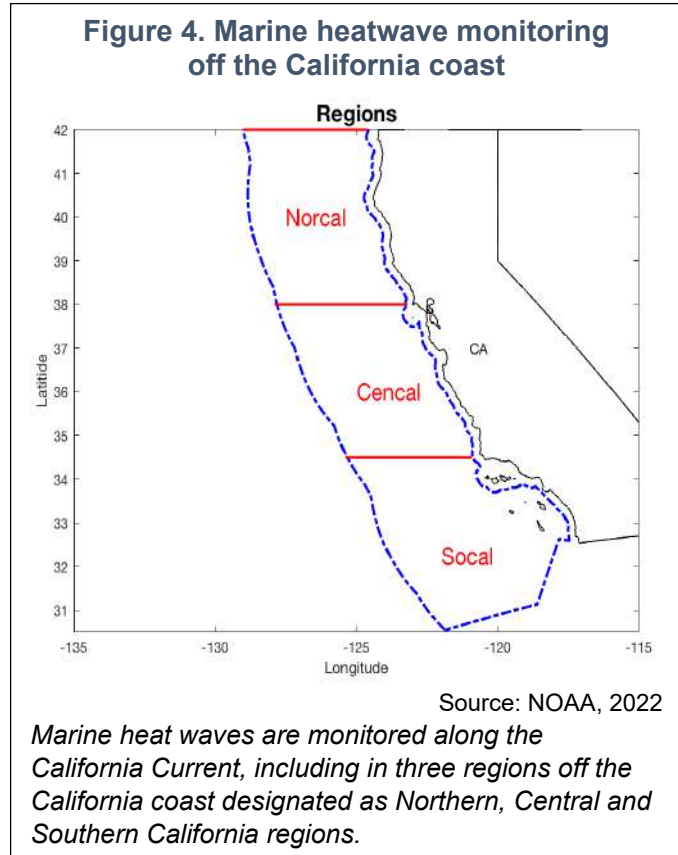 Figure 4. Marine heatwave monitoring
off the California coast
Regions
42
41
40
39
38
37
36
35
34
33
32
31
Latitide
Norcal
Cencal
Socal
CA
-135
-130
-125
-120
-115
Longitude
Source: NOAA, 2022
Marine heat waves are monitored along the
California Current, including in three regions off the
California coast designated as Northern, Central and
Southern California regions.